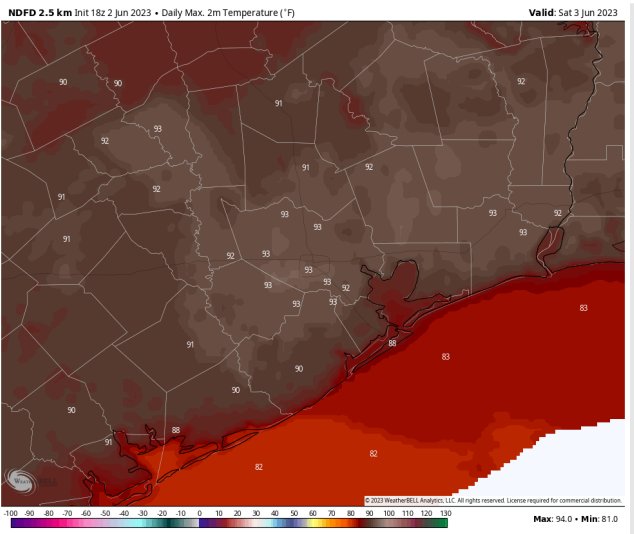 NDFD 2.5 km Init 18z 2 Jun 2023 • Daily Max. 2m Temperature (°F) Valid: Sat 3 Jun 2023
90 90 92
91
93
92
91 92
92
91
93 93 92
93 93
91
92 93
93
93 93 92
93 93
83
91 88
83
90
90
90
88
91
82 82
WeatherBELL
© 2023 WeatherBELL Analytics, LLC. All rights reserved. License required for commercial distribution.
-100 -90 -80 -70 -60 -50 -40 -30 -20 -10 0 10 20 30 40 50 60 70 80 90 100 110 120 130
Max: 94.0 • Min: 81.0